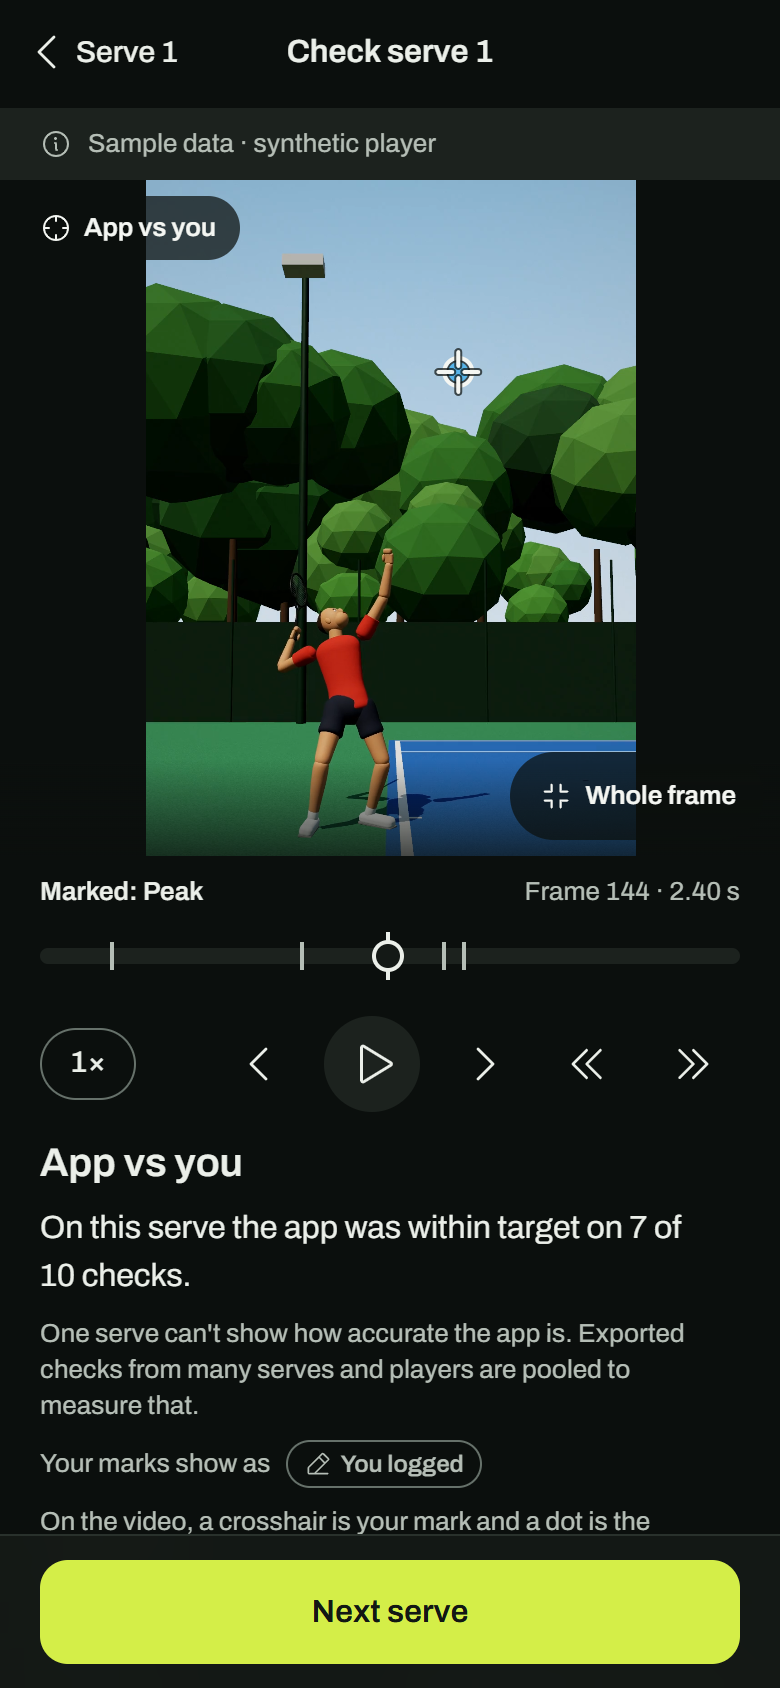 Serve 1
Check serve 1
Sample data · synthetic player
App vs you
Whole frame
Marked: Peak
Frame 144 · 2.40 s
1×
App vs you
On this serve the app was within target on 7 of
10 checks.
One serve can't show how accurate the app is. Exported
checks from many serves and players are pooled to
measure that.
Your marks show as
You logged
On the video, a crosshair is your mark and a dot is the
Next serve